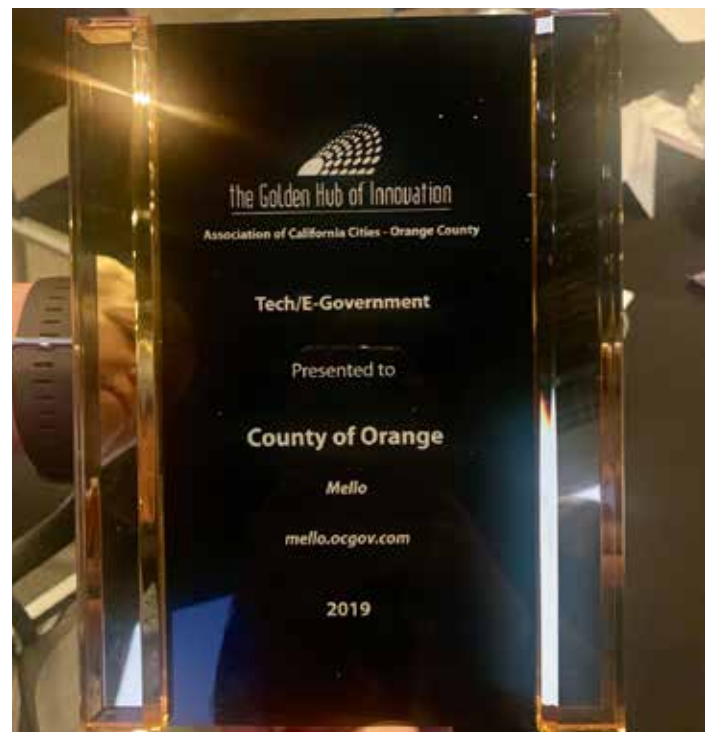 the Golden Hub of Innovation
Association of California Cities - Orange County
Tech/E-Government
Presented to
County of Orange
Mello
mello.ocgov.com
2019